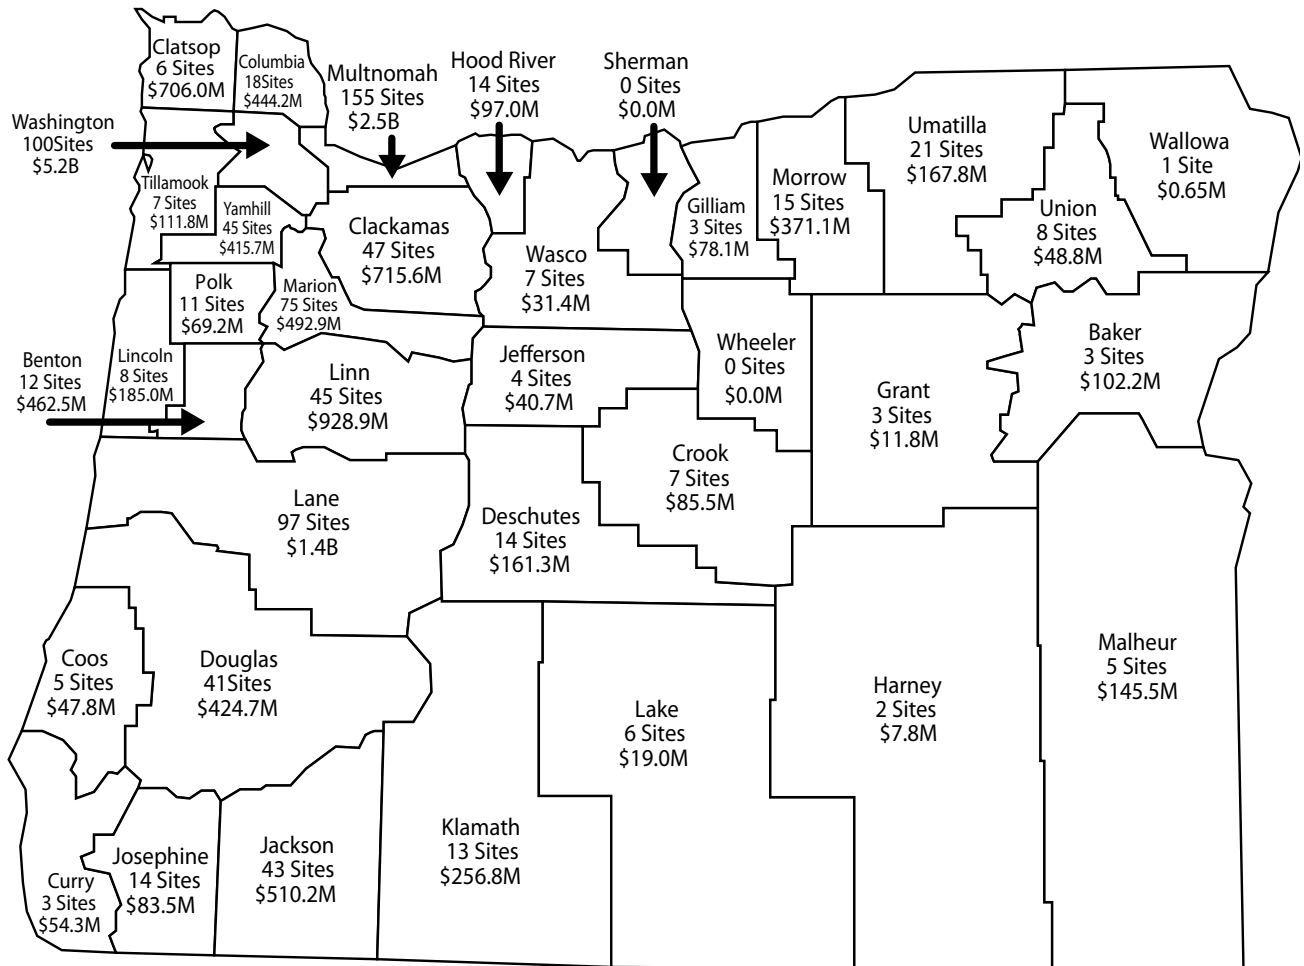 Clatsop
6 Sites
$706.0M
Columbia
18Sites
$444.2M
Multnomah
155 Sites
$2.5B
Hood River
14 Sites
$97.0M
Sherman
0 Sites
$0.0M
Washington
100Sites
$5.2B
Tillamook
7 Sites
$111.8M
Yamhill
45 Sites
$415.7M
Clackamas
47 Sites
$715.6M
Wasco
7 Sites
$31.4M
Gilliam
3 Sites
$78.1M
Morrow
15 Sites
$371.1M
Umatilla
21 Sites
$167.8M
Union
8 Sites
$48.8M
Wallowa
1 Site
$0.65M
Polk
11 Sites
$69.2M
Marion
75 Sites
$492.9M
Benton
12 Sites
$462.5M
Lincoln
8 Sites
$185.0M
Linn
45 Sites
$928.9M
Jefferson
4 Sites
$40.7M
Wheeler
0 Sites
$0.0M
Grant
3 Sites
$11.8M
Baker
3 Sites
$102.2M
Lane
97 Sites
$1.4B
Deschutes
14 Sites
$161.3M
Crook
7 Sites
$85.5M
Coos
5 Sites
$47.8M
Douglas
41Sites
$424.7M
Lake
6 Sites
$19.0M
Harney
2 Sites
$7.8M
Malheur
5 Sites
$145.5M
Curry
3 Sites
$54.3M
Josephine
14 Sites
$83.5M
Jackson
43 Sites
$510.2M
Klamath
13 Sites
$256.8M